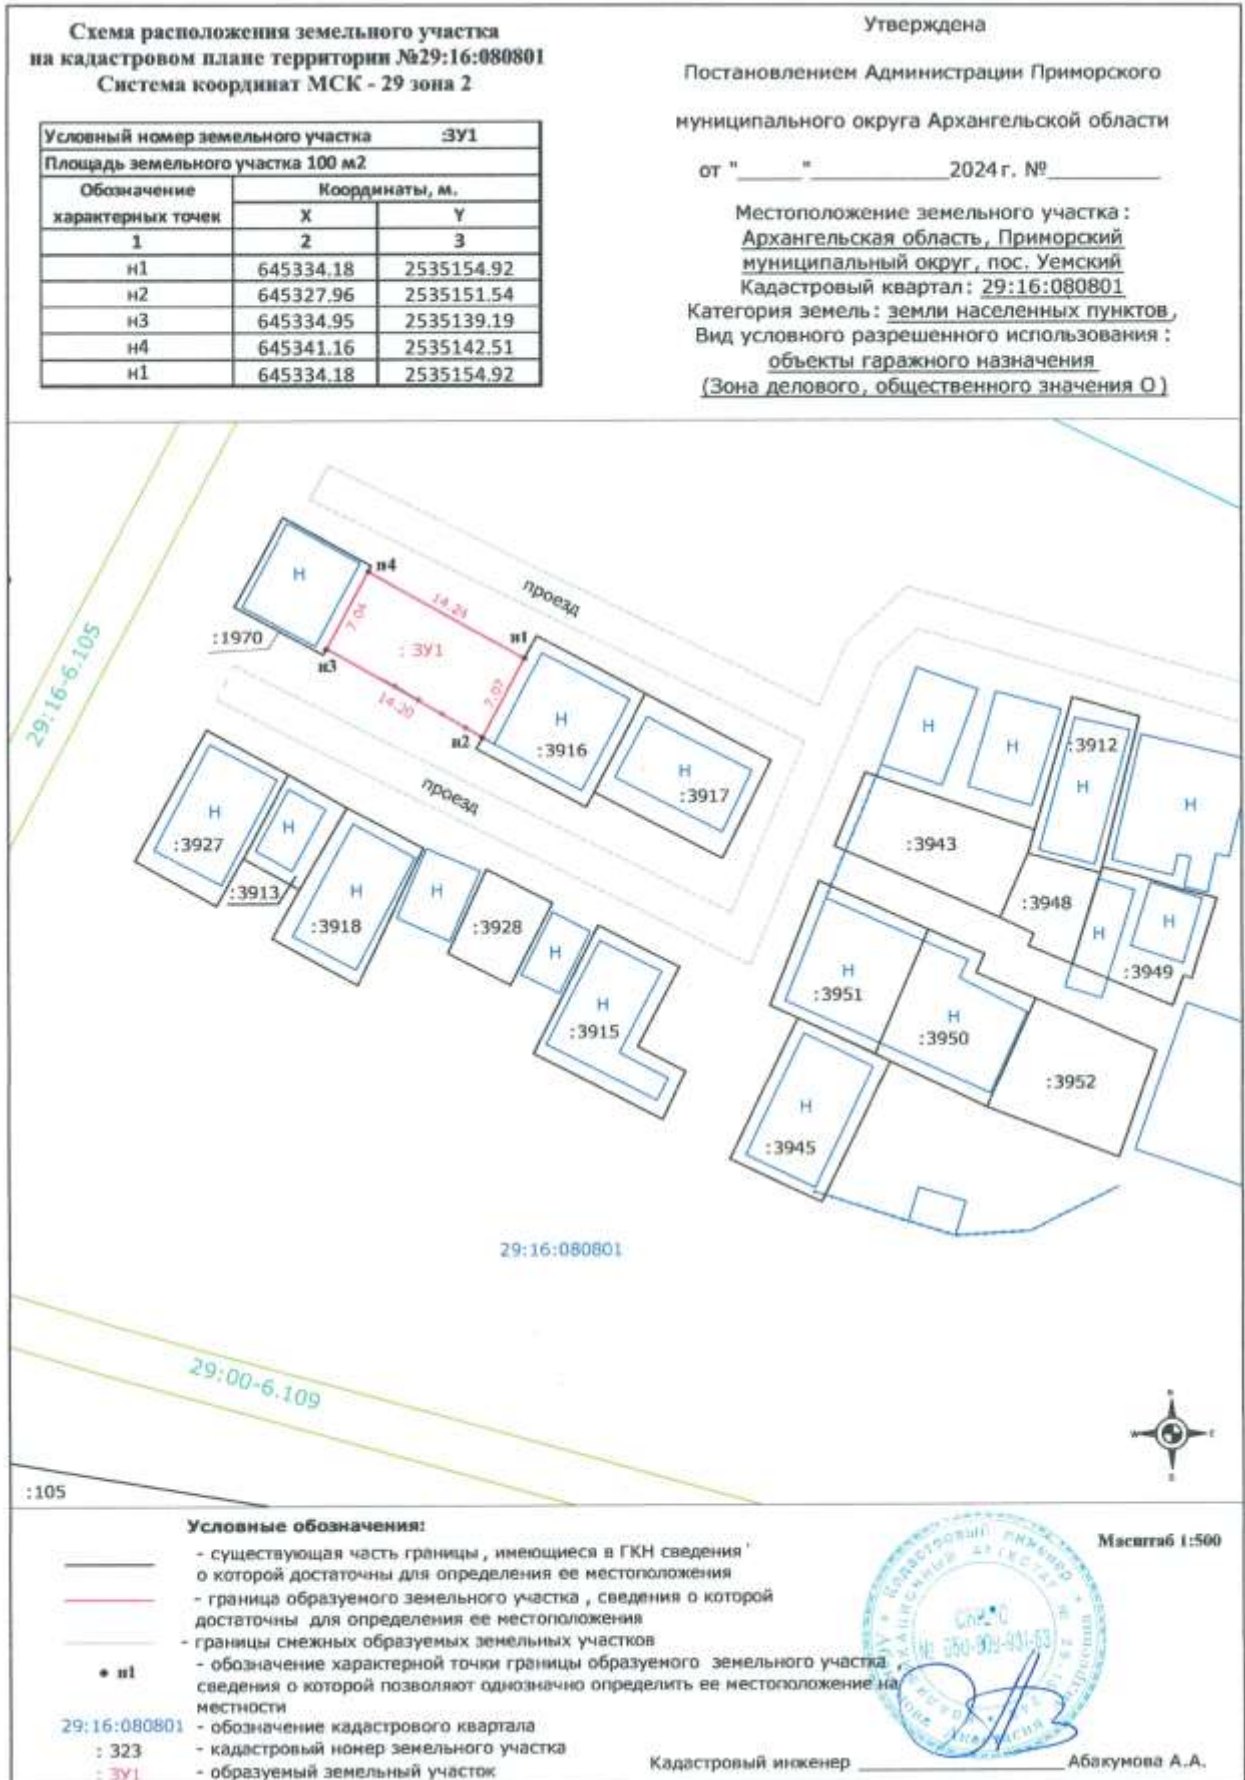 Схема расположения земельного участка
на кадастровом плане территории №29:16:080801
Система координат МСК - 29 зона 2
Условный номер земельного участка :ЗУ1
Площадь земельного участка 100 м2
Обозначение характерных точек Координаты, м.
X Y
1 2 3
н1 645334.18 2535154.92
н2 645327.96 2535151.54
н3 645334.95 2535139.19
н4 645341.16 2535142.51
н1 645334.18 2535154.92
Утверждена
Постановлением Администрации Приморского
муниципального округа Архангельской области
от "______"____________2024 г. №__________
Местоположение земельного участка :
Архангельская область, Приморский
муниципальный округ, пос. Уемский
Кадастровый квартал: 29:16:080801
Категория земель: земли населенных пунктов,
Вид условного разрешенного использования :
объекты гаражного назначения
(Зона делового, общественного значения О)
29:16-6.105
Н
:1970
н4
14.24
7.04
: ЗУ1
н1
н3
14.20
7.07
н2
проезд
проезд
Н
:3916
Н
:3917
Н
:3927
Н
:3913
Н
:3918
Н
:3928
Н
Н
:3915
Н
Н
:3912
Н
Н
:3943
:3948
Н
Н
:3949
Н
:3951
Н
:3950
:3952
Н
:3945
29:16:080801
29:00-6.109
:105
N
W E
S
Условные обозначения:
Масштаб 1:500
- существующая часть границы , имеющиеся в ГКН сведения
о которой достаточны для определения ее местоположения
- граница образуемого земельного участка , сведения о которой
достаточны для определения ее местоположения
- границы смежных образуемых земельных участков
• н1 - обозначение характерной точки границы образуемого земельного участка,
сведения о которой позволяют однозначно определить ее местоположение на
местности
29:16:080801 - обозначение кадастрового квартала
: 323 - кадастровый номер земельного участка
: ЗУ1 - образуемый земельный участок
Кадастровый инженер ____________________ Абакумова А.А.